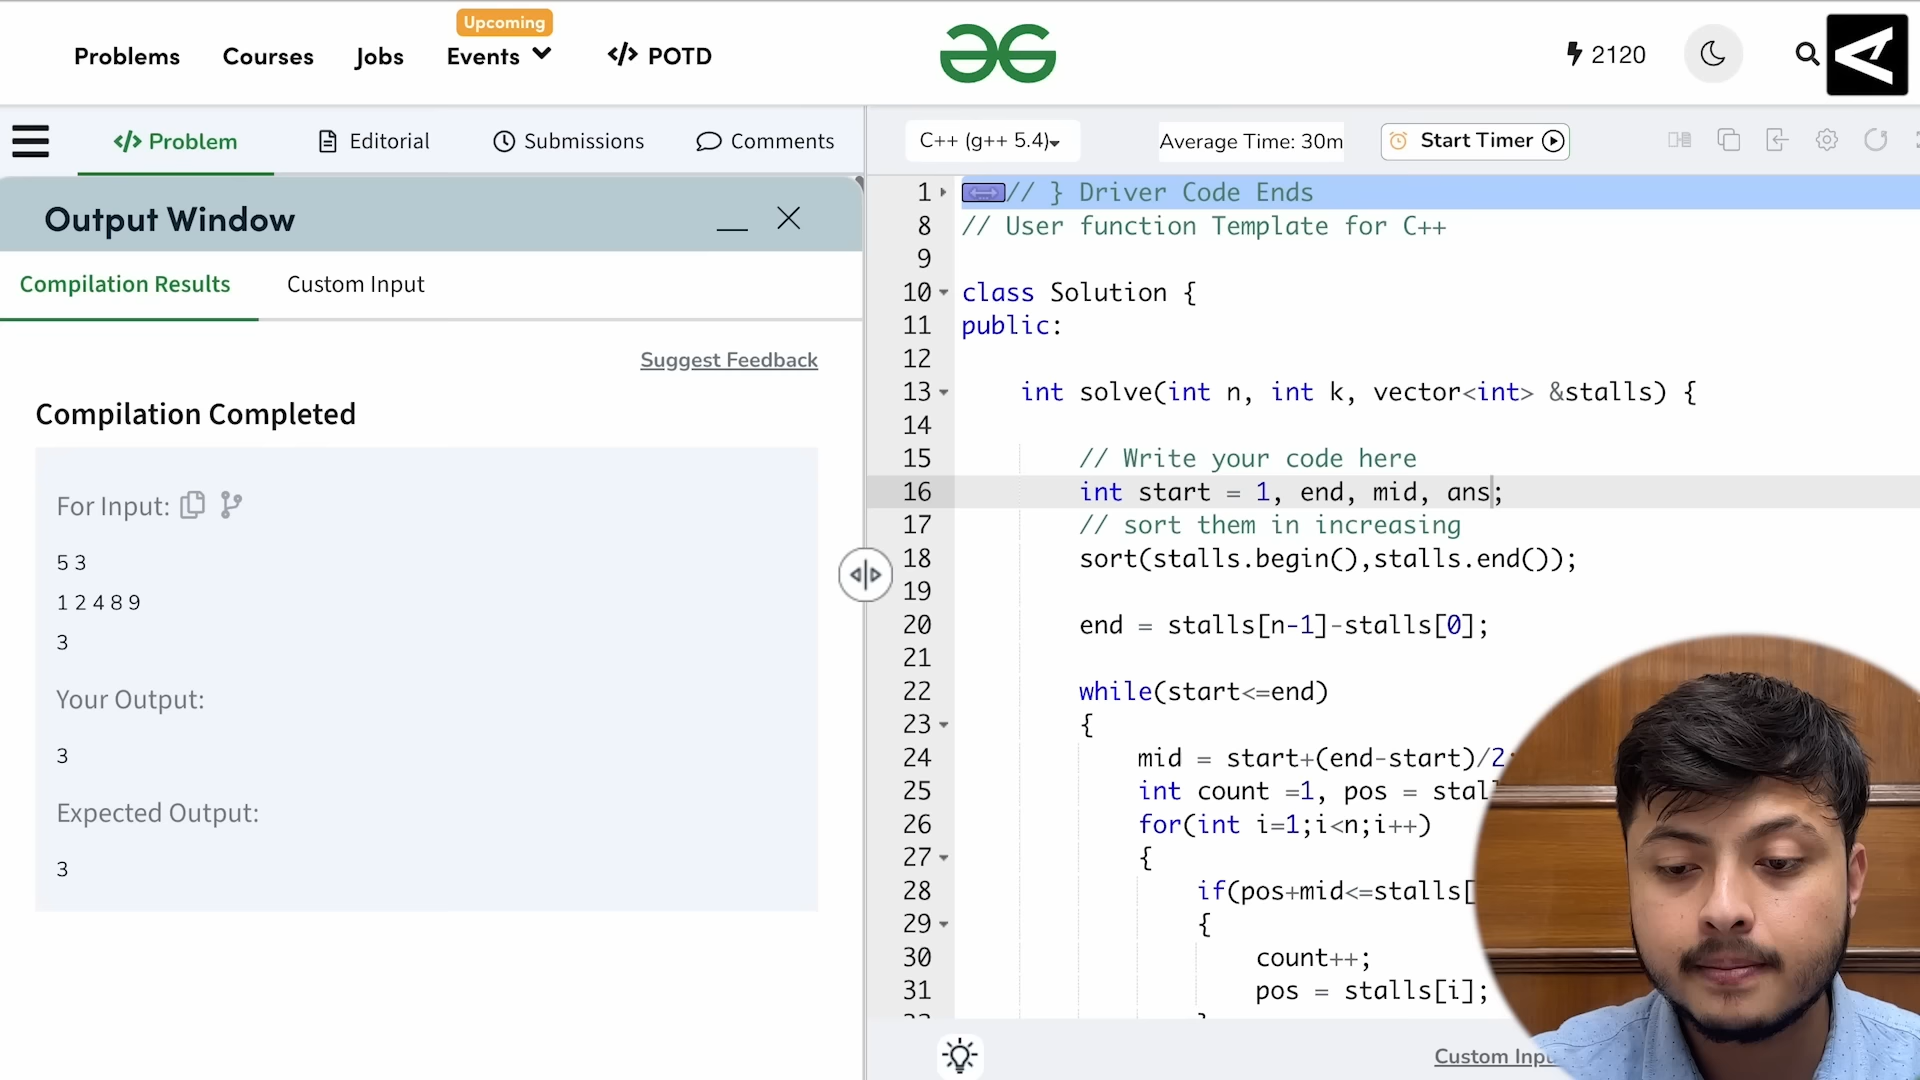 Upcoming
Problems Courses Jobs Events </> POTD
2120
</> Problem Editorial Submissions Comments
C++ (g++ 5.4) Average Time: 30m Start Timer
Output Window
Compilation Results Custom Input
Suggest Feedback
Compilation Completed
For Input:
5 3
1 2 4 8 9
3
Your Output:
3
Expected Output:
3
1 // } Driver Code Ends
8 // User function Template for C++
9
10 class Solution {
11 public:
12
13 int solve(int n, int k, vector<int> &stalls) {
14
15 // Write your code here
16 int start = 1, end, mid, ans;
17 // sort them in increasing
18 sort(stalls.begin(),stalls.end());
19
20 end = stalls[n-1]-stalls[0];
21
22 while(start<=end)
23 {
24 mid = start+(end-start)/2;
25 int count =1, pos = stal
26 for(int i=1;i<n;i++)
27 {
28 if(pos+mid<=stalls[
29 {
30 count++;
31 pos = stalls[i];
Custom Inpu